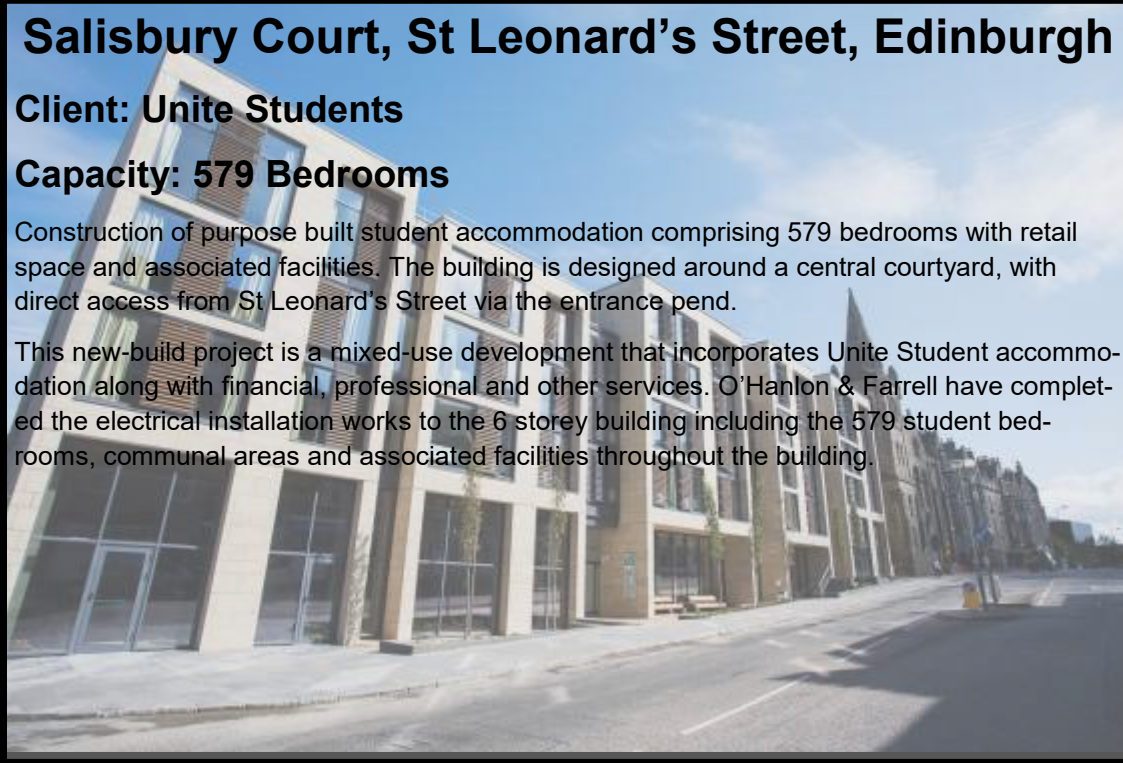 Salisbury Court, St Leonard’s Street, Edinburgh
Client: Unite Students
Capacity: 579 Bedrooms
Construction of purpose built student accommodation comprising 579 bedrooms with retail
space and associated facilities. The building is designed around a central courtyard, with
direct access from St Leonard’s Street via the entrance pend.
This new-build project is a mixed-use development that incorporates Unite Student accommo-
dation along with financial, professional and other services. O’Hanlon & Farrell have complet-
ed the electrical installation works to the 6 storey building including the 579 student bed-
rooms, communal areas and associated facilities throughout the building.